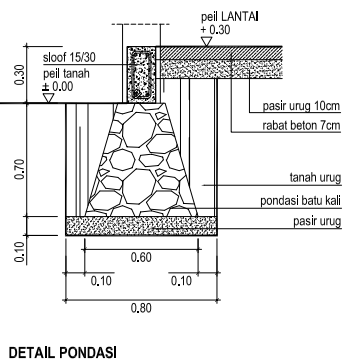 peil LANTAI
+ 0.30
sloof 15/30
peil tanah
± 0.00
0.30
pasir urug 10cm
rabat beton 7cm
0.70
tanah urug
pondasi batu kali
pasir urug
0.10
0.60
0.10
0.10
0.80
DETAIL PONDASI